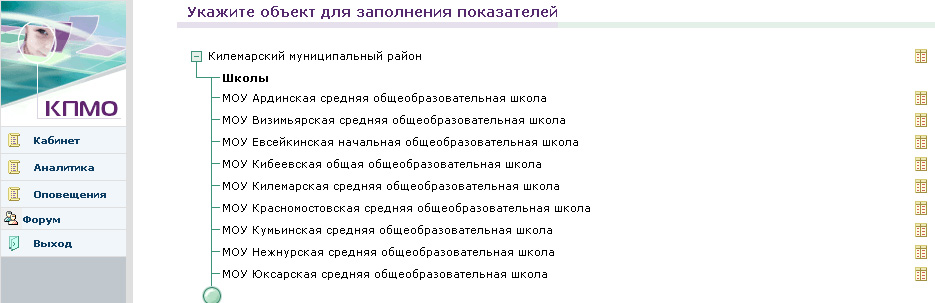 Укажите объект для заполнения показателей
Килемарский муниципальный район
Школы
МОУ Ардинская средняя общеобразовательная школа
МОУ Визимьярская средняя общеобразовательная школа
МОУ Евсейкинская начальная общеобразовательная школа
МОУ Кибеевская общая общеобразовательная школа
МОУ Килемарская средняя общеобразовательная школа
МОУ Красномостовская средняя общеобразовательная школа
МОУ Кумьинская средняя общеобразовательная школа
МОУ Нежнурская средняя общеобразовательная школа
МОУ Юксарская средняя общеобразовательная школа
КПМО
Кабинет
Аналитика
Оповещения
Форум
Выход